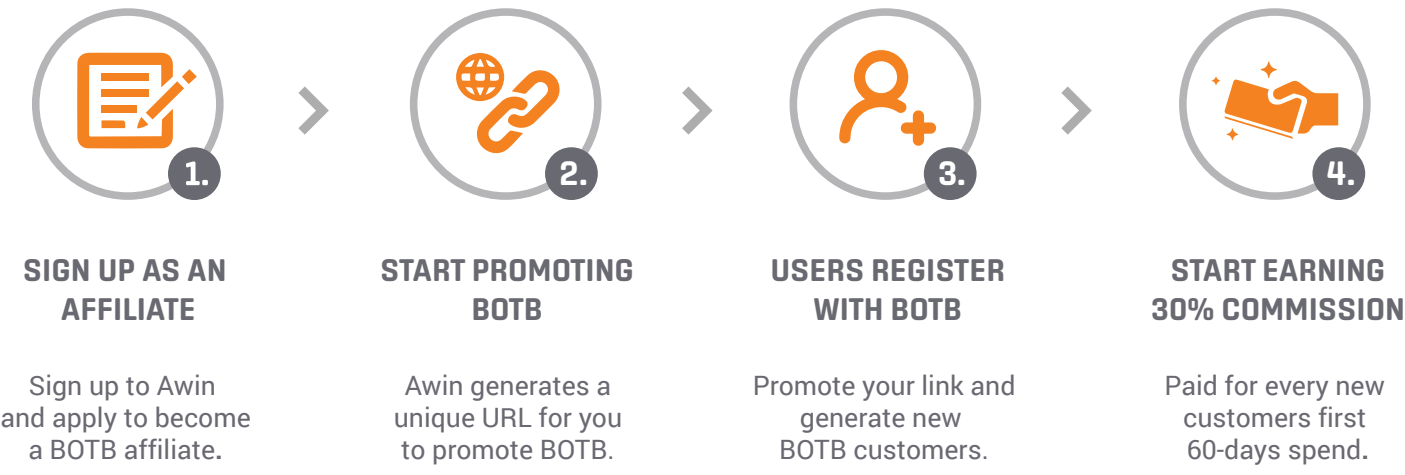 1.
SIGN UP AS AN
AFFILIATE
Sign up to Awin
and apply to become
a BOTB affiliate.
2.
START PROMOTING
BOTB
Awin generates a
unique URL for you
to promote BOTB.
3.
USERS REGISTER
WITH BOTB
Promote your link and
generate new
BOTB customers.
4.
START EARNING
30% COMMISSION
Paid for every new
customers first
60-days spend.